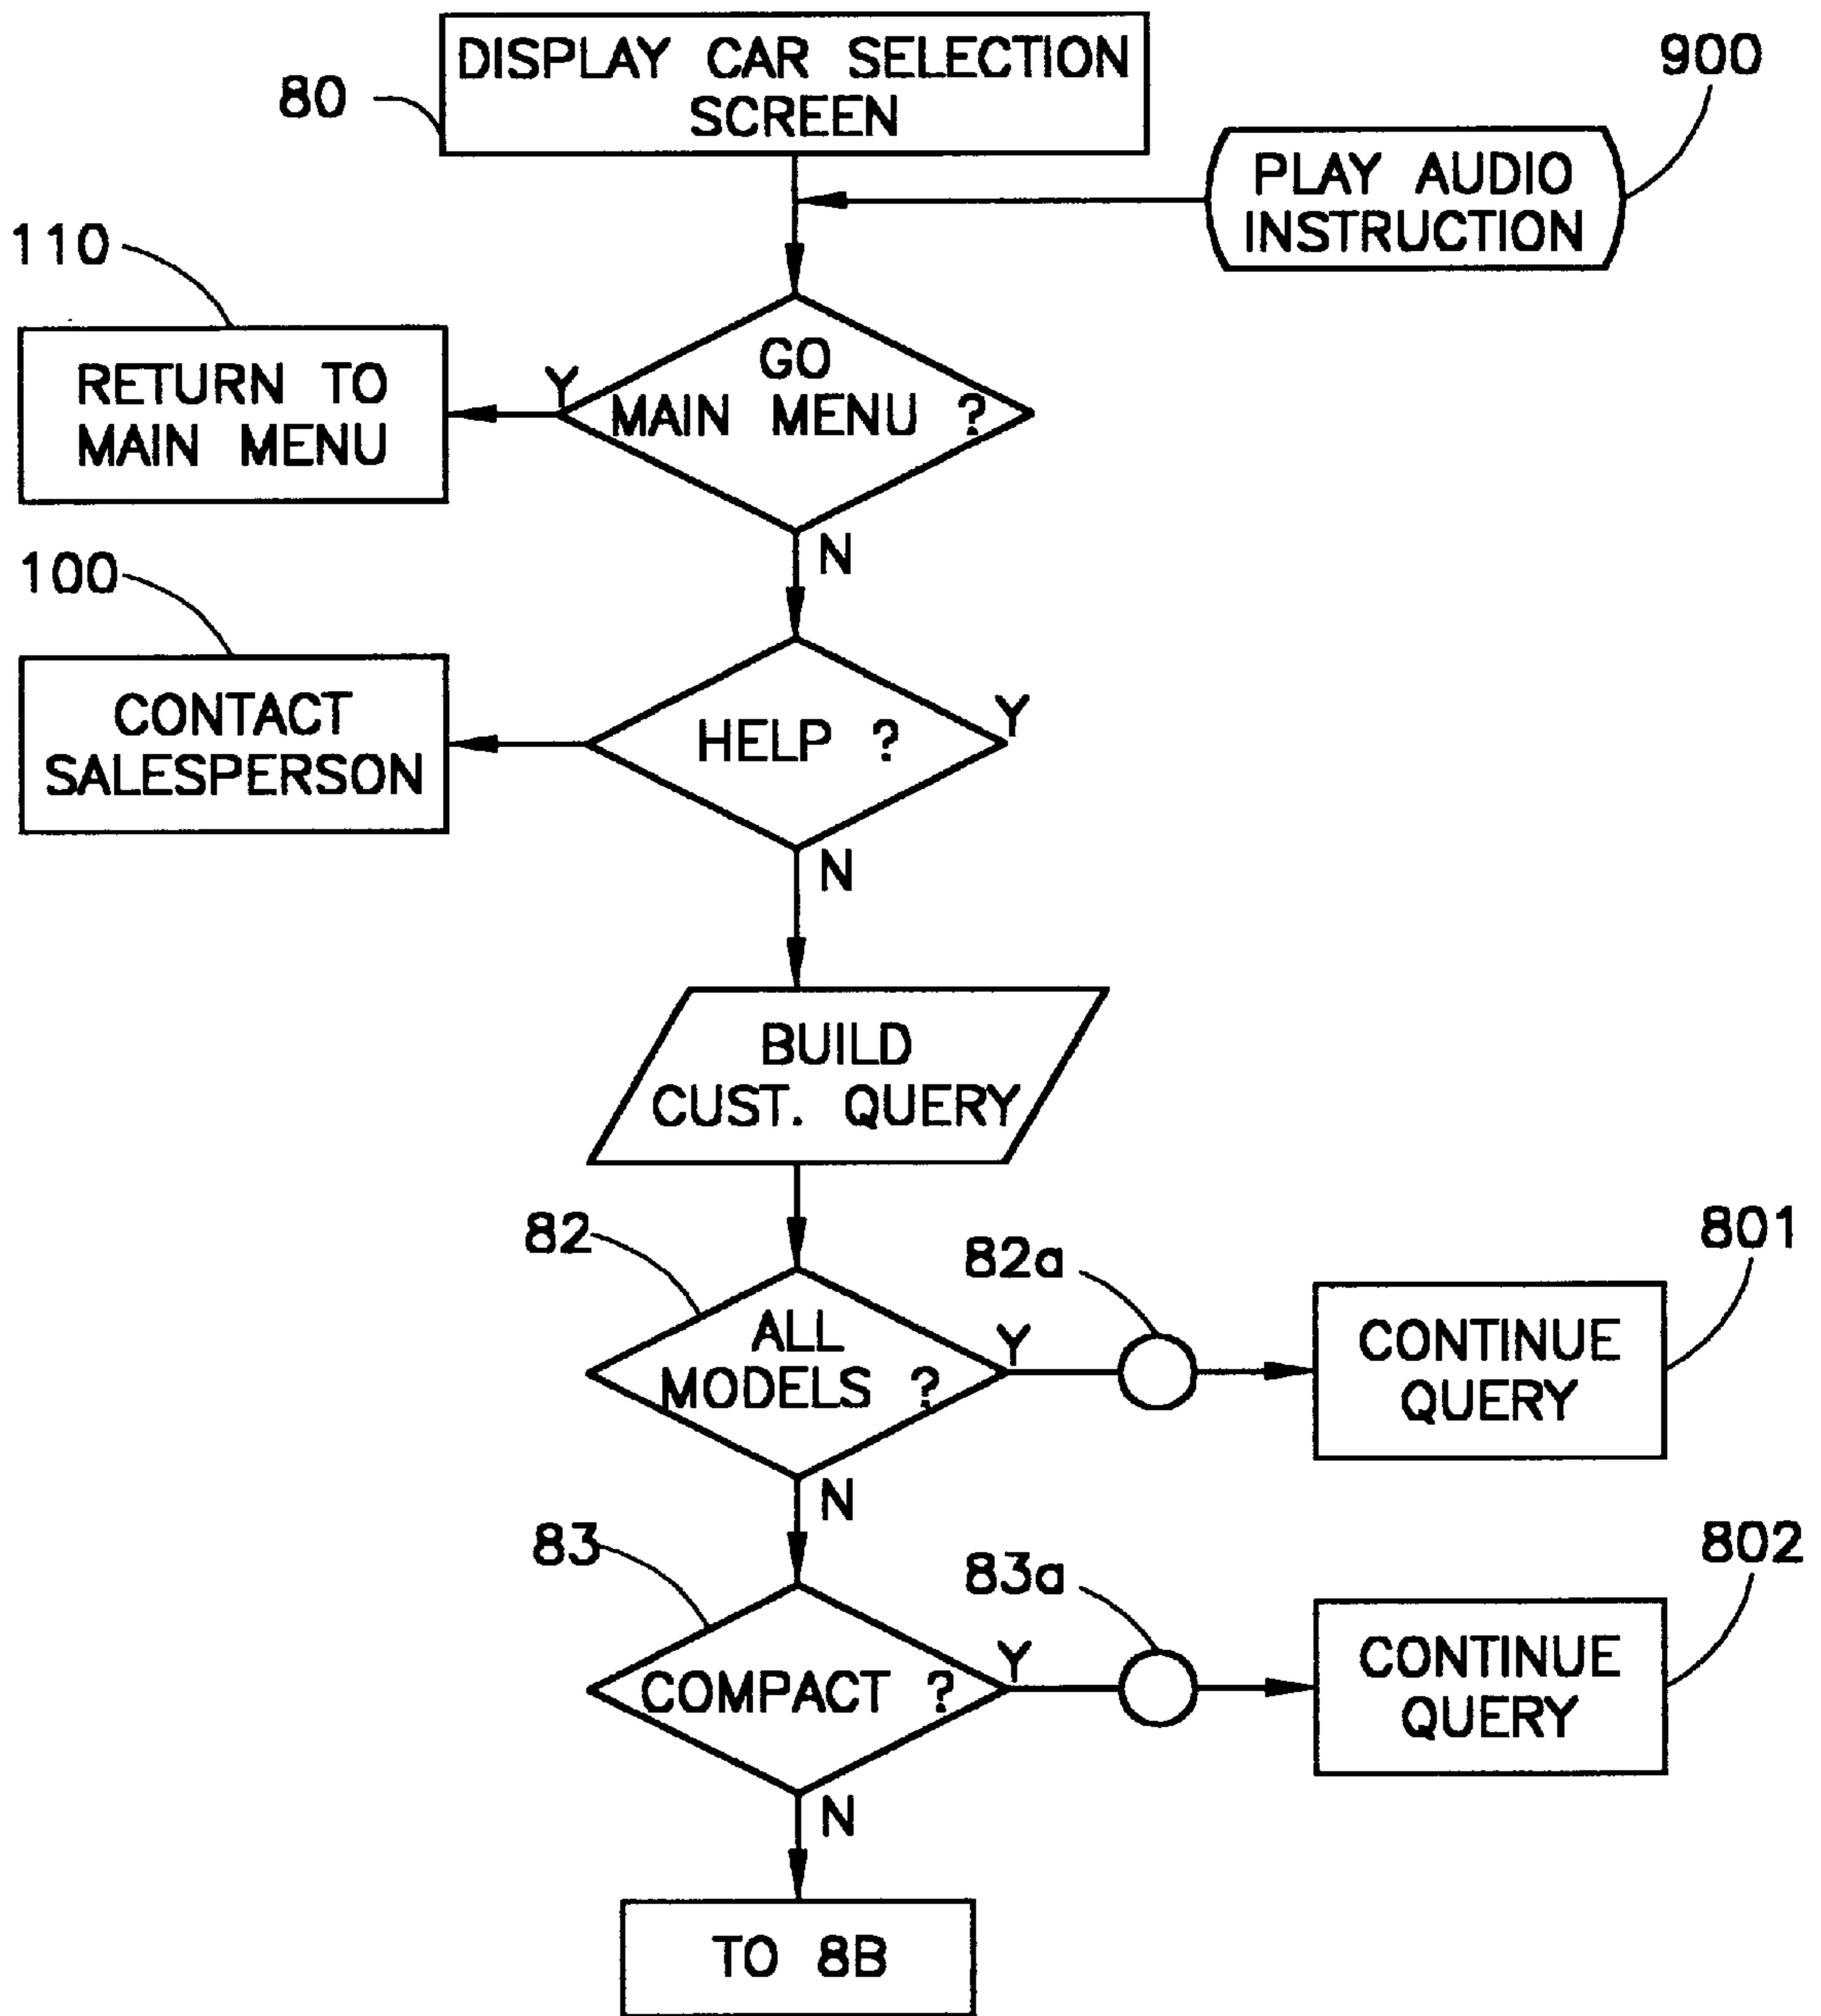 DISPLAY CAR SELECTION
SCREEN
80
900
PLAY AUDIO
INSTRUCTION
110
RETURN TO
MAIN MENU
Y
GO
MAIN MENU ?
N
100
CONTACT
SALESPERSON
HELP ?
Y
N
BUILD
CUST. QUERY
82
ALL
MODELS ?
Y
82a
801
CONTINUE
QUERY
N
83
COMPACT ?
Y
83a
802
CONTINUE
QUERY
N
TO 8B